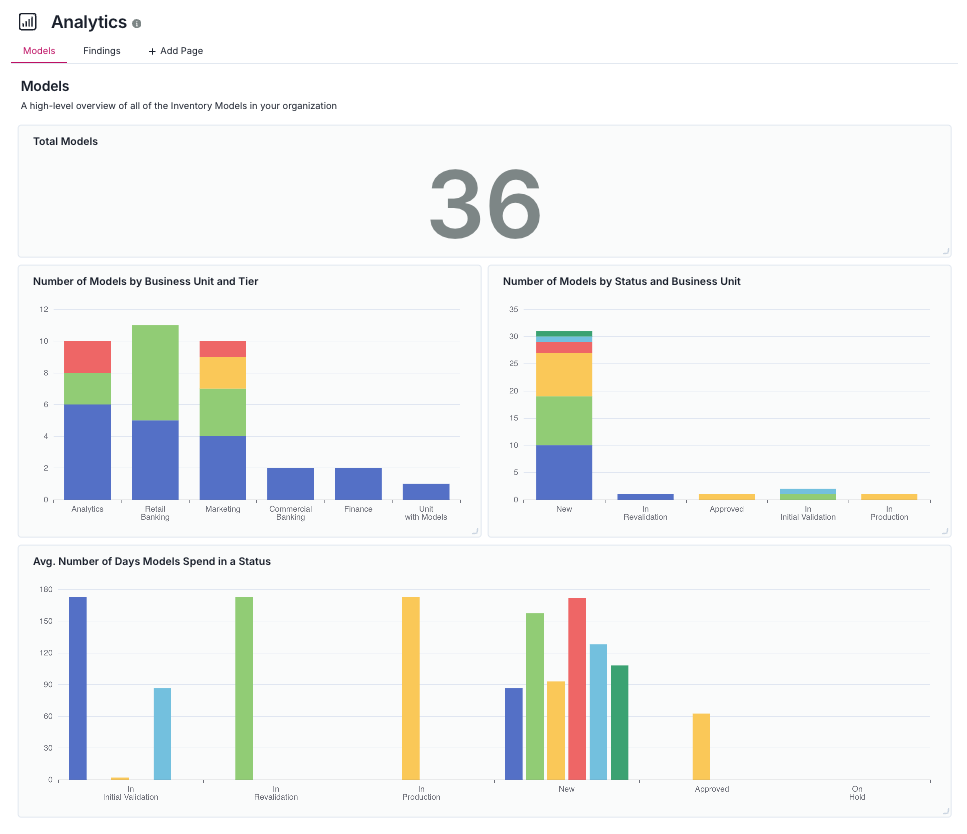 Analytics
Models Findings + Add Page
Models
A high-level overview of all of the Inventory Models in your organization
Total Models
36
Number of Models by Business Unit and Tier
12
10
8
6
4
2
0
Analytics
Retail
Banking
Marketing
Commercial
Banking
Finance
Unit
with Models
Number of Models by Status and Business Unit
35
30
25
20
15
10
5
0
New
In
Revalidation
Approved
In
Initial Validation
In
Production
Avg. Number of Days Models Spend in a Status
180
150
120
90
60
30
0
In
Initial Validation
In
Revalidation
In
Production
New
Approved
On
Hold